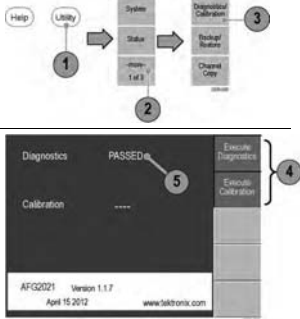 Help
Utility
System
Status
-more-
1 of 3
Diagnostics/
Calibration
Backup/
Restore
Channel
Copy
1
2
3
Diagnostics PASSED
Execute
Diagnostics
Execute
Calibration
4
5
Calibration ----
AFG2021 Version 1.1.7
April 15 2012 www.tektronix.com